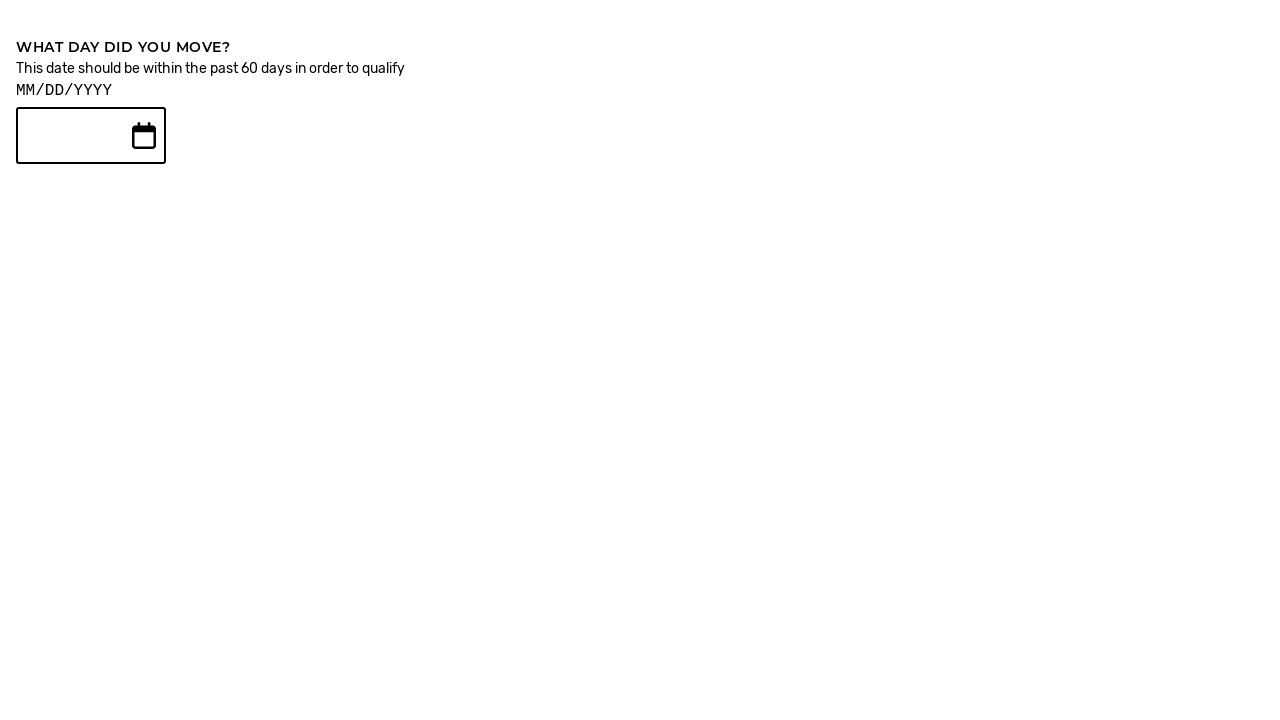 WHAT DAY DID YOU MOVE?
This date should be within the past 60 days in order to qualify
MM/DD/YYYY